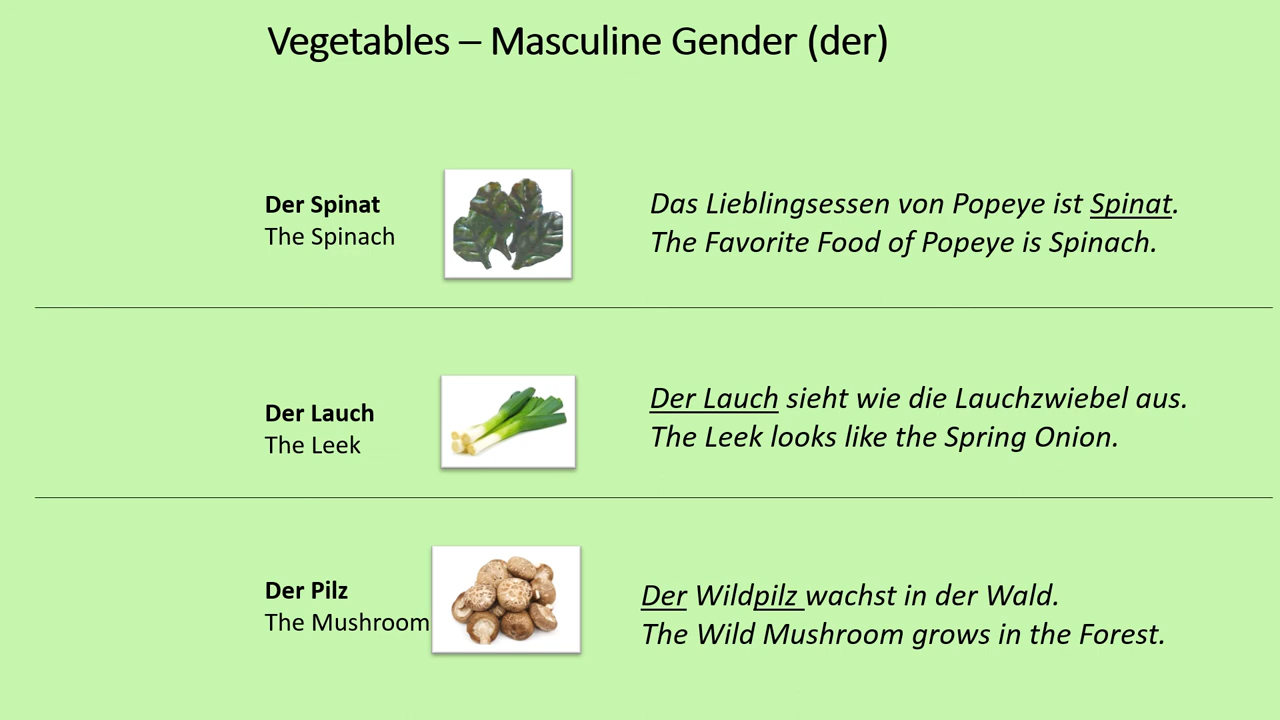 Vegetables – Masculine Gender (der)
Der Spinat
The Spinach
Das Lieblingsessen von Popeye ist Spinat.
The Favorite Food of Popeye is Spinach.
Der Lauch
The Leek
Der Lauch sieht wie die Lauchzwiebel aus.
The Leek looks like the Spring Onion.
Der Pilz
The Mushroom
Der Wildpilz wachst in der Wald.
The Wild Mushroom grows in the Forest.